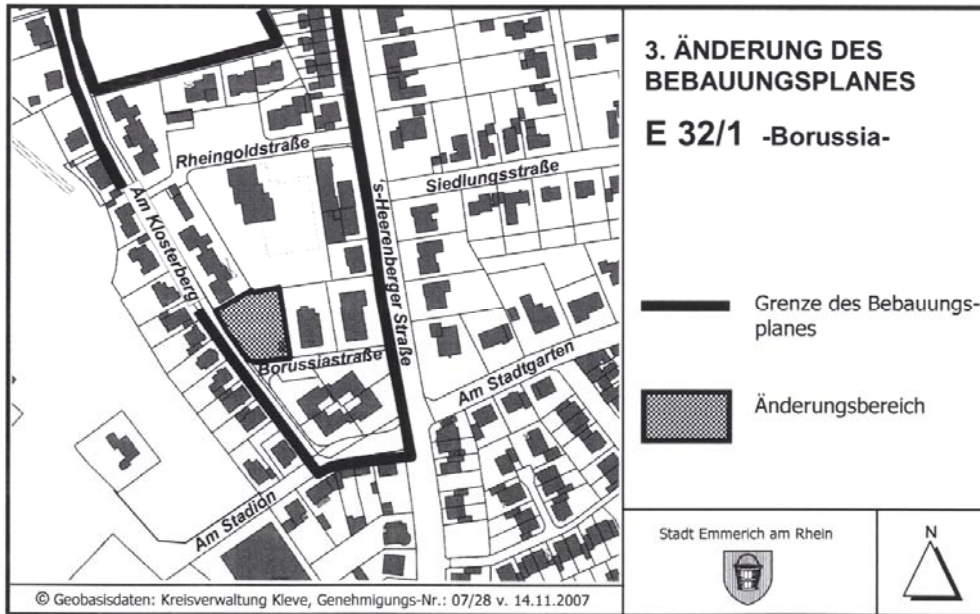 3. ÄNDERUNG DES
BEBAUUNGSPLANES
E 32/1 -Borussia-
Rheingoldstraße
Siedlungsstraße
Am Klosterberg
's-Heerenberger Straße
Borussiastraße
Am Stadtgarten
Am Stadion
Grenze des Bebauungs-
planes
Änderungsbereich
Stadt Emmerich am Rhein
N
© Geobasisdaten: Kreisverwaltung Kleve, Genehmigungs-Nr.: 07/28 v. 14.11.2007